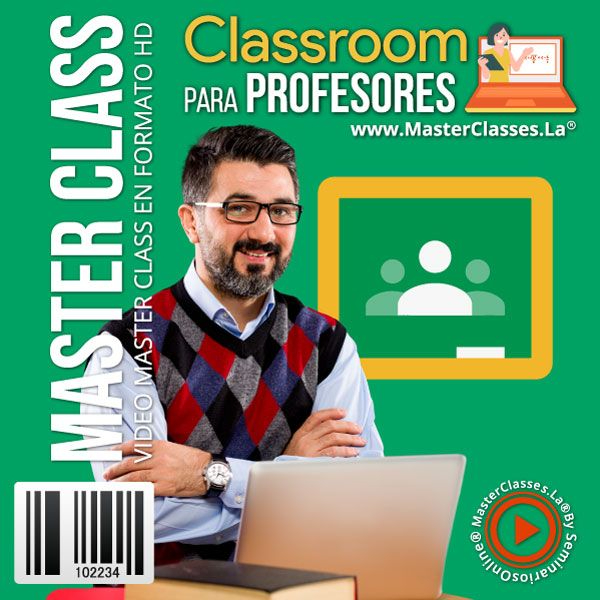 MASTER CLASS
VIDEO MASTER CLASS EN FORMATO HD
Classroom
PARA PROFESORES
www.MasterClasses.La®
102234
MasterClasses.La®By SeminariosOnline®